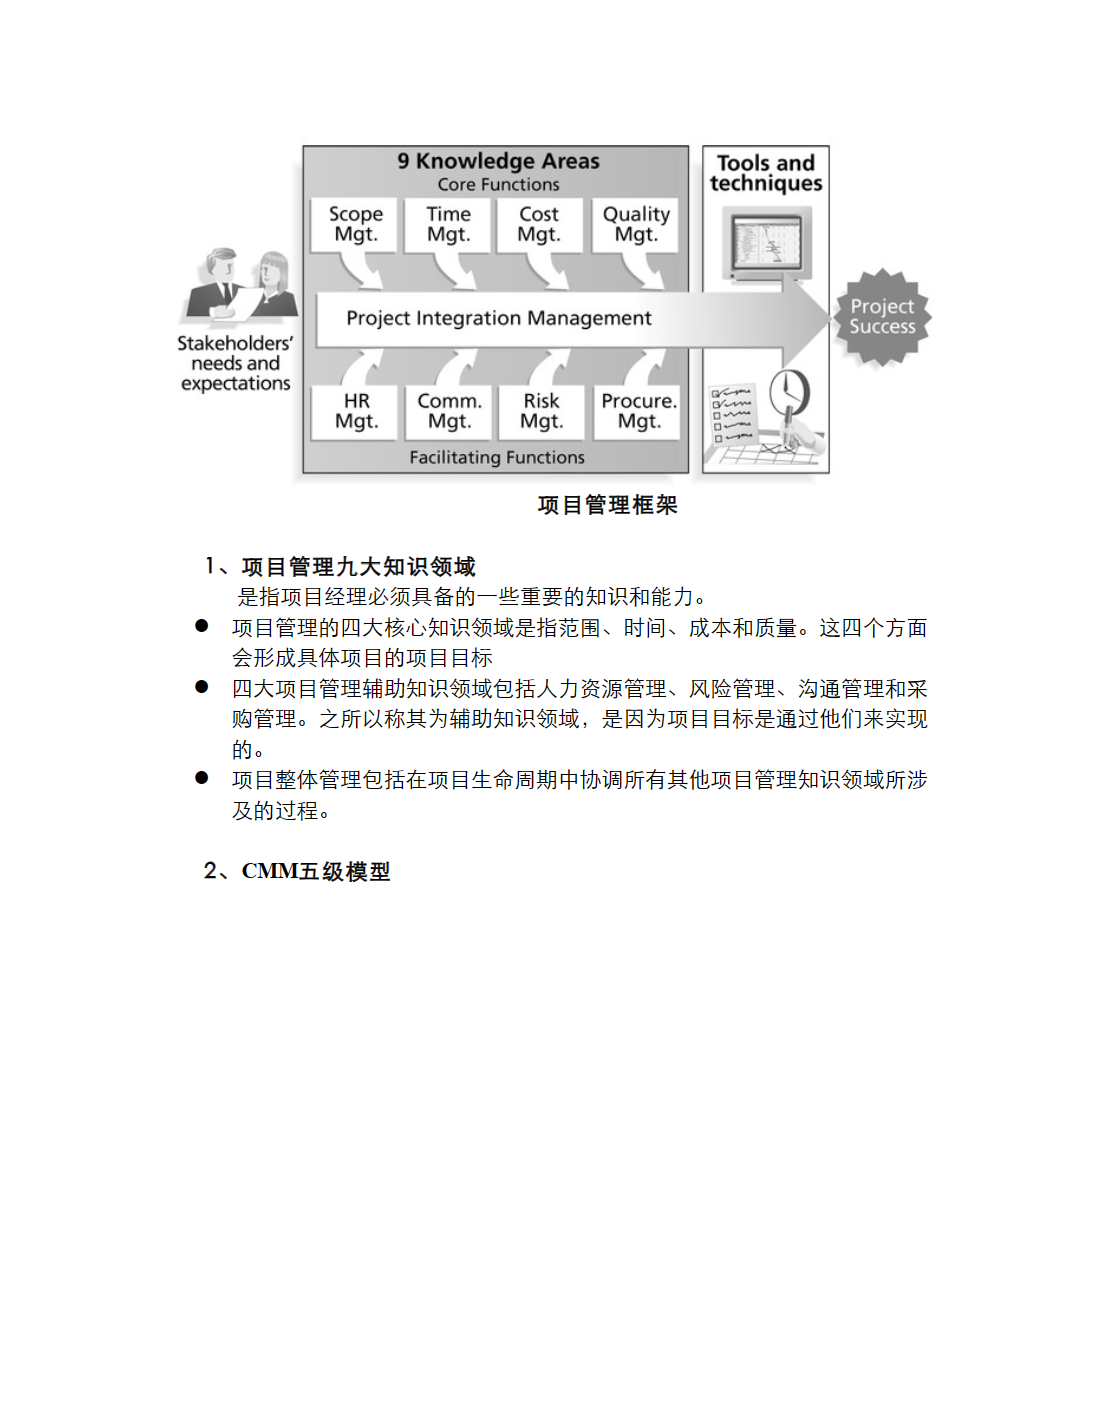 9 Knowledge Areas
Core Functions
Scope Mgt.
Time Mgt.
Cost Mgt.
Quality Mgt.
Tools and
techniques
Stakeholders'
needs and
expectations
Project Integration Management
Project
Success
HR Mgt.
Comm. Mgt.
Risk Mgt.
Procure. Mgt.
Facilitating Functions
项目管理框架
1、项目管理九大知识领域
是指项目经理必须具备的一些重要的知识和能力。
● 项目管理的四大核心知识领域是指范围、时间、成本和质量。这四个方面
会形成具体项目的项目目标
● 四大项目管理辅助知识领域包括人力资源管理、风险管理、沟通管理和采
购管理。之所以称其为辅助知识领域，是因为项目目标是通过他们来实现
的。
● 项目整体管理包括在项目生命周期中协调所有其他项目管理知识领域所涉
及的过程。
2、CMM五级模型